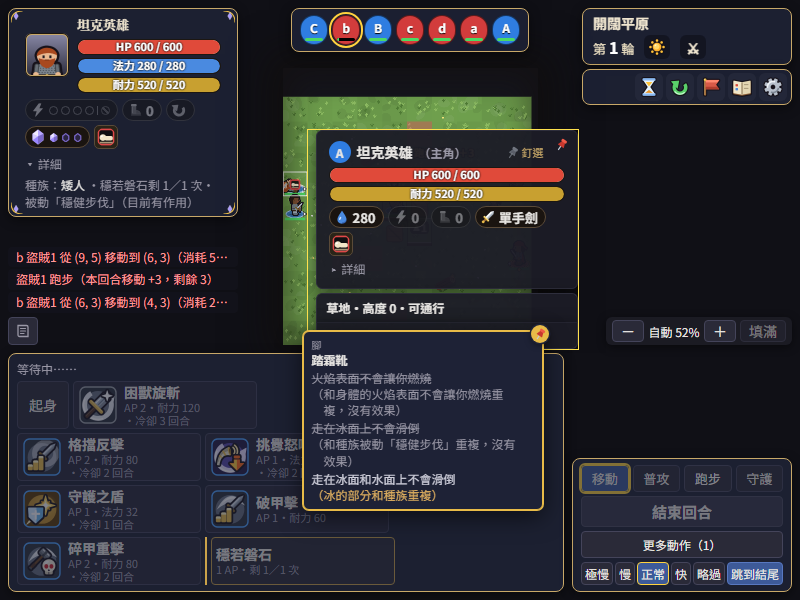 坦克英雄
HP 600 / 600
法力 280 / 280
耐力 520 / 520
0
詳細
種族：矮人 ・穩若磐石剩 1／1 次・
被動「穩健步伐」（目前有作用）
C
b
B
c
d
a
A
開闊平原
第 1 輪
b 盜賊1 從 (9, 5) 移動到 (6, 3)（消耗 5…
盜賊1 跑步（本回合移動 +3，剩餘 3）
b 盜賊1 從 (6, 3) 移動到 (4, 3)（消耗 2…
A 坦克英雄 （主角） 釘選
HP 600 / 600
耐力 520 / 520
280
0
0
單手劍
詳細
草地・高度 0・可通行
腳
踏霜靴
火焰表面不會讓你燃燒
（和身體的火焰表面不會讓你燃燒重
複，沒有效果）
走在冰面上不會滑倒
（和種族被動「穩健步伐」重複，沒有
效果）
走在冰面和水面上不會滑倒
（冰的部分和種族重複）
自動 52%
填滿
等待中⋯⋯
起身
困獸旋斬
AP 2・耐力 120
・冷卻 3 回合
格擋反擊
AP 2・耐力 80
・冷卻 2 回合
挑釁怒
AP 1・
・冷卻 2
守護之盾
AP 1・法力 32
・冷卻 1 回合
破甲擊
AP 1・耐力 60
碎甲重擊
AP 2・耐力 80
・冷卻 2 回合
穩若磐石
1 AP・剩 1／1 次
移動
普攻
跑步
守護
結束回合
更多動作（1）
極慢
慢
正常
快
略過
跳到結尾